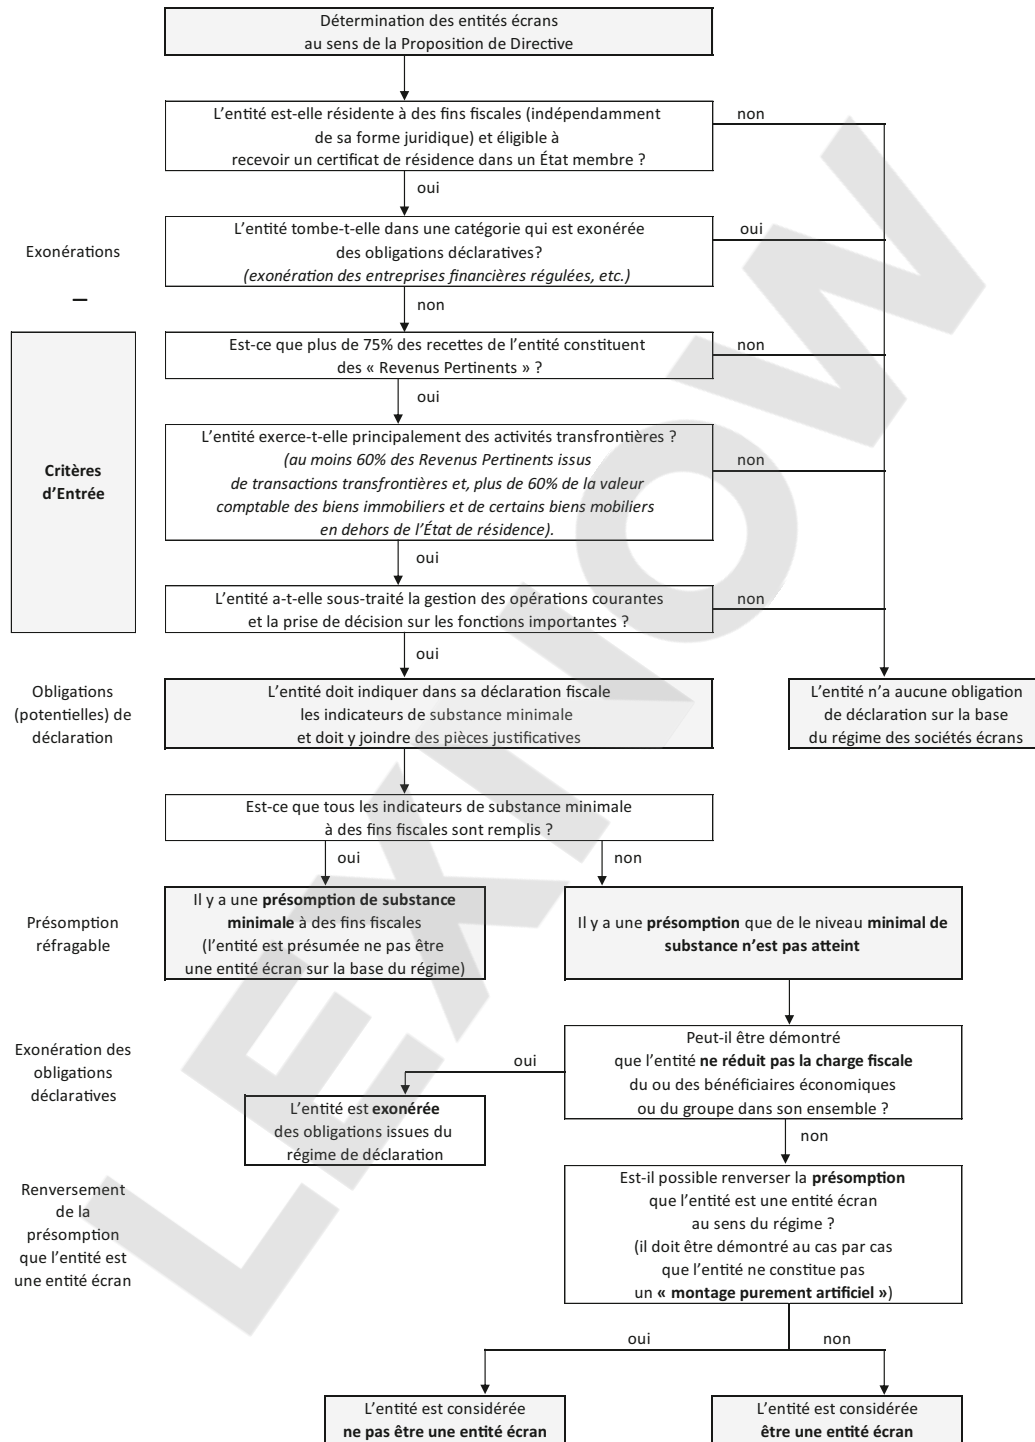 Détermination des entités écrans
au sens de la Proposition de Directive
L'entité est-elle résidente à des fins fiscales (indépendamment
de sa forme juridique) et éligible à
recevoir un certificat de résidence dans un État membre ?
non
oui
Exonérations
—
L'entité tombe-t-elle dans une catégorie qui est exonérée
des obligations déclaratives?
(exonération des entreprises financières régulées, etc.)
oui
non
Critères
d'Entrée
Est-ce que plus de 75% des recettes de l'entité constituent
des « Revenus Pertinents » ?
non
oui
L'entité exerce-t-elle principalement des activités transfrontières ?
(au moins 60% des Revenus Pertinents issus
de transactions transfrontières et, plus de 60% de la valeur
comptable des biens immobiliers et de certains biens mobiliers
en dehors de l'État de résidence).
non
oui
L'entité a-t-elle sous-traité la gestion des opérations courantes
et la prise de décision sur les fonctions importantes ?
non
oui
Obligations
(potentielles) de
déclaration
L'entité doit indiquer dans sa déclaration fiscale
les indicateurs de substance minimale
et doit y joindre des pièces justificatives
L'entité n'a aucune obligation
de déclaration sur la base
du régime des sociétés écrans
Est-ce que tous les indicateurs de substance minimale
à des fins fiscales sont remplis ?
oui
non
Présomption
réfragable
Il y a une présomption de substance
minimale à des fins fiscales
(l'entité est présumée ne pas être
une entité écran sur la base du régime)
Il y a une présomption que de le niveau minimal de
substance n'est pas atteint
Exonération des
obligations
déclaratives
Peut-il être démontré
que l'entité ne réduit pas la charge fiscale
du ou des bénéficiaires économiques
ou du groupe dans son ensemble ?
oui
L'entité est exonérée
des obligations issues du
régime de déclaration
non
Renversement
de la
présomption
que l'entité est
une entité écran
Est-il possible renverser la présomption
que l'entité est une entité écran
au sens du régime ?
(il doit être démontré au cas par cas
que l'entité ne constitue pas
un « montage purement artificiel »)
oui
non
L'entité est considérée
ne pas être une entité écran
L'entité est considérée
être une entité écran
LEXNOW